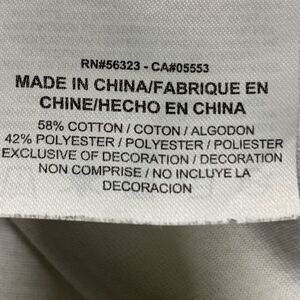 RN#56323 - CA#05553
MADE IN CHINA/FABRIQUE EN
CHINE/HECHO EN CHINA
58% COTTON / COTON / ALGODON
42% POLYESTER / POLYESTER / POLIESTER
EXCLUSIVE OF DECORATION / DECORATION
NON COMPRISE / NO INCLUYE LA
DECORACION